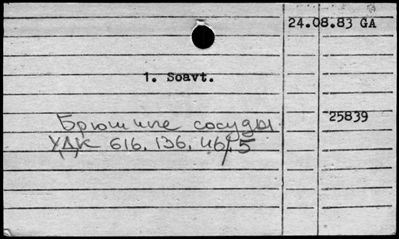 24.08.83 GA
1. Soavt.
25839
Брюшные сосуды.
УДК 616.136.46/.5